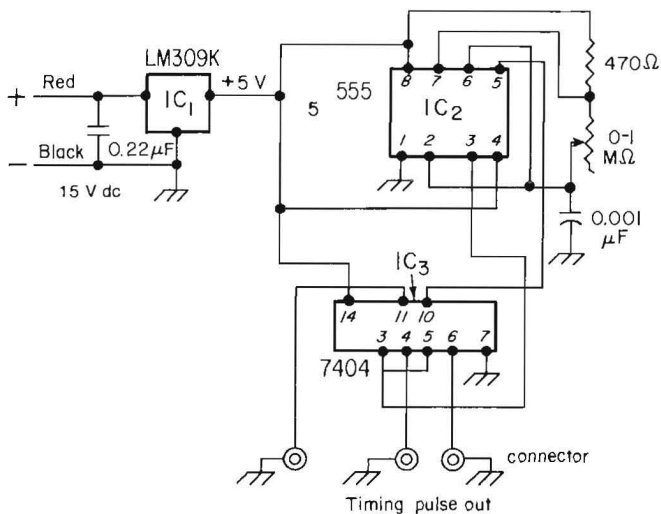 LM309K
Red
+
IC1
+5 V
Black
0.22μF
−
15 V dc
5
555
8 7 6 5
IC2
1 2 3 4
470Ω
0-1
MΩ
0.001
μF
IC3
14 11 10
3 4 5 6 7
7404
connector
Timing pulse out